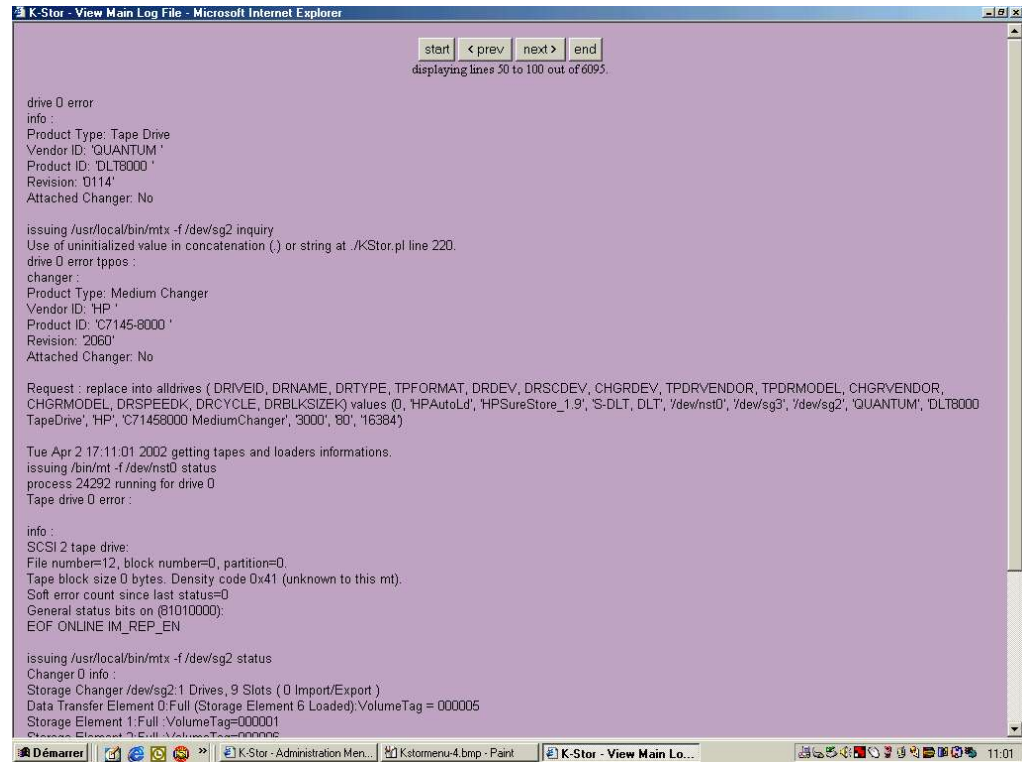 K-Stor - View Main Log File - Microsoft Internet Explorer
start < prev next > end
displaying lines 50 to 100 out of 6095.
drive 0 error
info :
Product Type: Tape Drive
Vendor ID: 'QUANTUM '
Product ID: 'DLT8000 '
Revision: '0114'
Attached Changer: No
issuing /usr/local/bin/mtx -f /dev/sg2 inquiry
Use of uninitialized value in concatenation (.) or string at ./KStor.pl line 220.
drive 0 error tppos :
changer :
Product Type: Medium Changer
Vendor ID: 'HP '
Product ID: 'C7145-8000 '
Revision: '2060'
Attached Changer: No
Request : replace into alldrives ( DRIVEID, DRNAME, DRTYPE, TPFORMAT, DRDEV, DRSCDEV, CHGRDEV, TPDRVENDOR, TPDRMODEL, CHGRVENDOR,
CHGRMODEL, DRSPEEDK, DRCYCLE, DRBLKSIZEK) values (0, 'HPAutoLd', 'HPSureStore_1.9', 'S-DLT, DLT', '/dev/nst0', '/dev/sg3', '/dev/sg2', 'QUANTUM', 'DLT8000
TapeDrive', 'HP', 'C71458000 MediumChanger', '3000', '80', '16384')
Tue Apr 2 17:11:01 2002 getting tapes and loaders informations.
issuing /bin/mt -f /dev/nst0 status
process 24292 running for drive 0
Tape drive 0 error :
info :
SCSI 2 tape drive:
File number=12, block number=0, partition=0.
Tape block size 0 bytes. Density code 0x41 (unknown to this mt).
Soft error count since last status=0
General status bits on (81010000):
EOF ONLINE IM_REP_EN
issuing /usr/local/bin/mtx -f /dev/sg2 status
Changer 0 info :
Storage Changer /dev/sg2:1 Drives, 9 Slots ( 0 Import/Export )
Data Transfer Element 0:Full (Storage Element 6 Loaded):VolumeTag = 000005
Storage Element 1:Full :VolumeTag=000001
Storage Element 2:Full :VolumeTag=000006
Démarrer » K-Stor - Administration Men... Kstormenu-4.bmp - Paint K-Stor - View Main Lo... 11:01